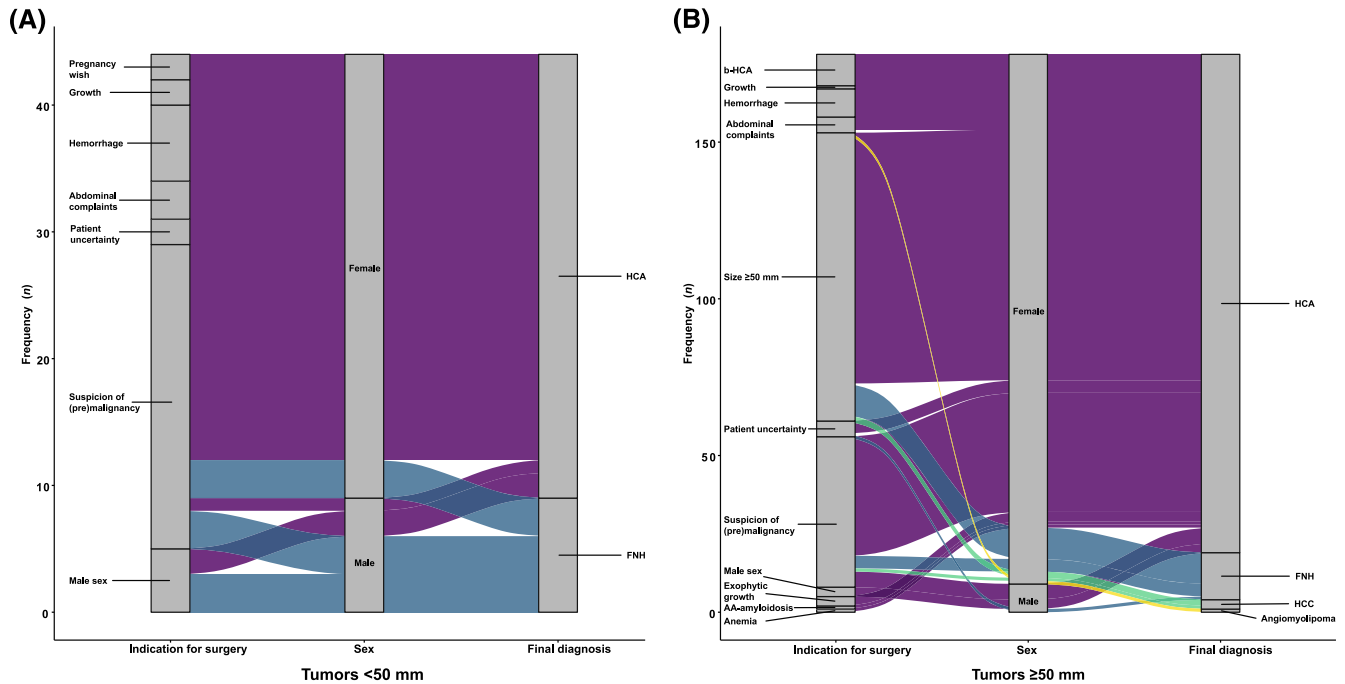 (A)
Frequency (n)
40
30
20
10
0
Pregnancy
wish
Growth
Hemorrhage
Abdominal
complaints
Patient
uncertainty
Suspicion of
(pre)malignancy
Male sex
Female
Male
HCA
FNH
Indication for surgery
Sex
Final diagnosis
Tumors <50 mm
(B)
Frequency (n)
150
100
50
0
b-HCA
Growth
Hemorrhage
Abdominal
complaints
Size ≥50 mm
Patient uncertainty
Suspicion of
(pre)malignancy
Male sex
Exophytic
growth
AA-amyloidosis
Anemia
Female
Male
HCA
FNH
HCC
Angiomyolipoma
Indication for surgery
Sex
Final diagnosis
Tumors ≥50 mm